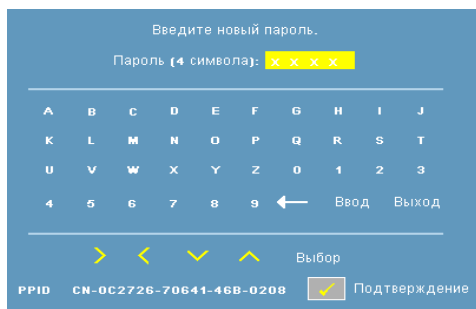 Введите новый пароль.
Пароль (4 символа): X X X X
A B C D E F G H I J
K L M N O P Q R S T
U V W X Y Z 0 1 2 3
4 5 6 7 8 9 ← Ввод Выход
Выбор
PPID CN-0C2726-70641-46B-0208 Подтверждение